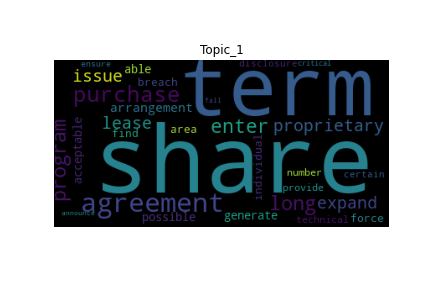 Topic_1
ensure
disclosure
critical
issue
able
term
breach
purchase
fall
arrangement
lease
enter
proprietary
find
area
program
acceptable
share
individual
number
certain
provide
agreement
long
expand
possible
generate
technical
force
announce